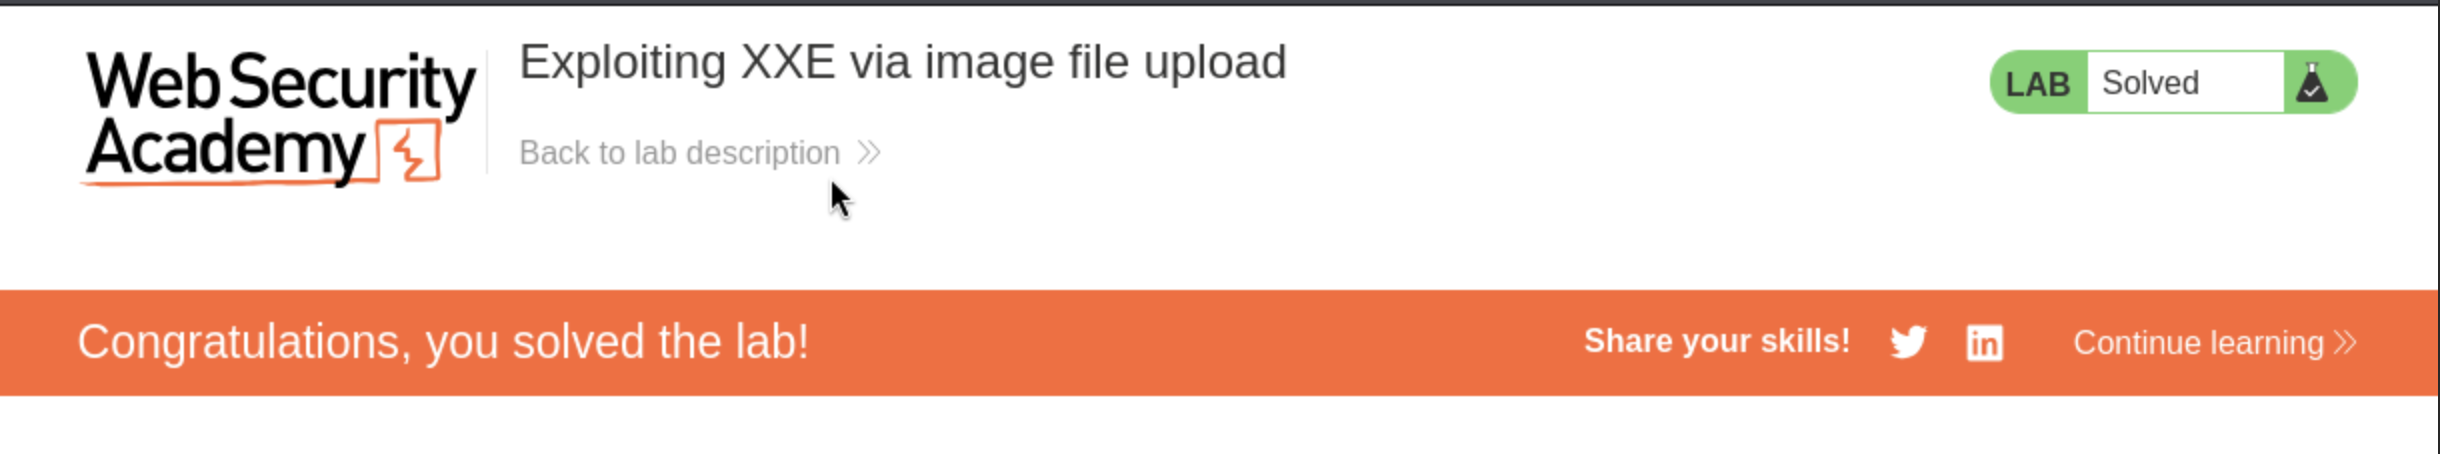 Web Security
Academy
Exploiting XXE via image file upload
Back to lab description
LAB Solved
Congratulations, you solved the lab!
Share your skills!
Continue learning